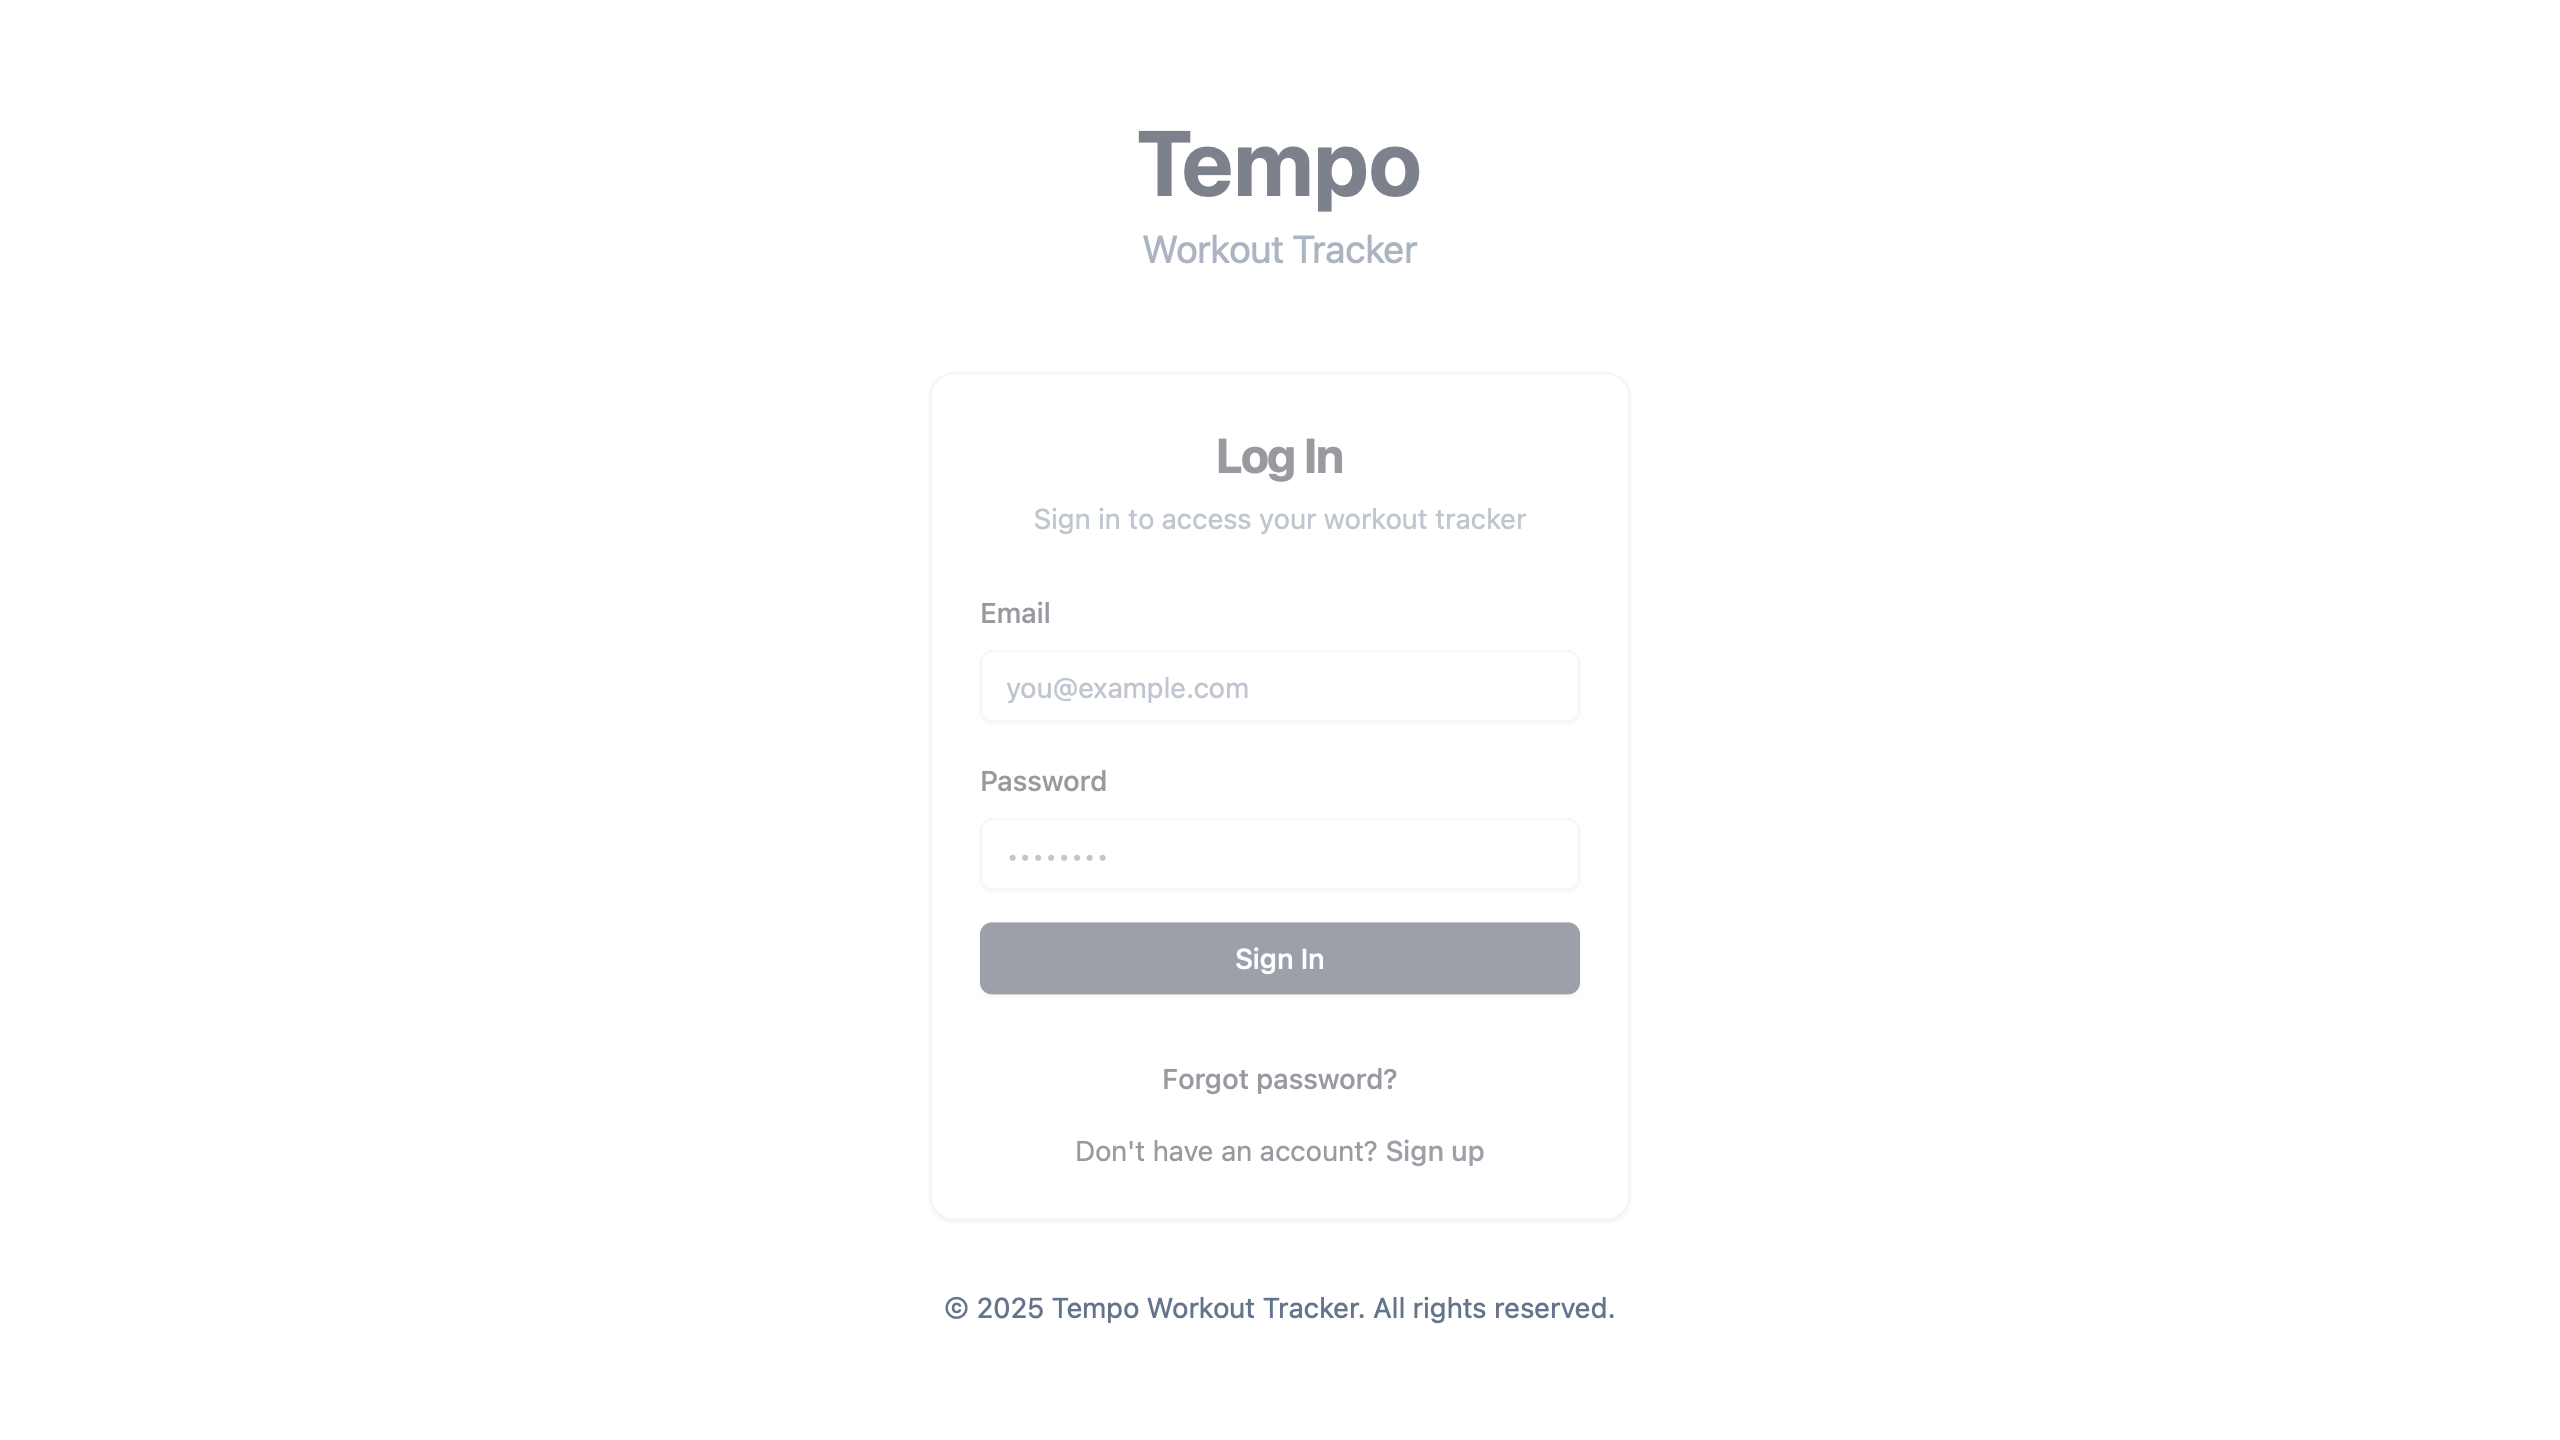 Tempo
Workout Tracker
Log In
Sign in to access your workout tracker
Email
you@example.com
Password
••••••••
Sign In
Forgot password?
Don't have an account? Sign up
© 2025 Tempo Workout Tracker. All rights reserved.